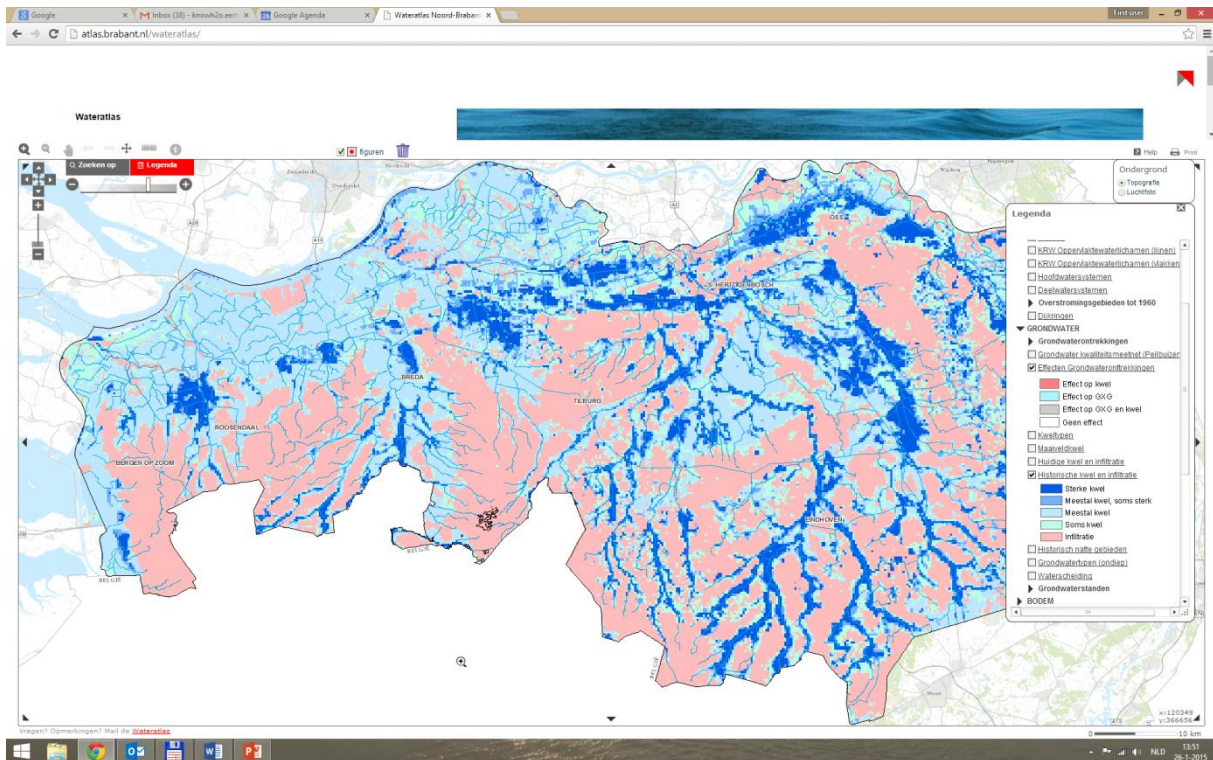 Google
Inbox (38) - knowh2o.eem
Google Agenda
Wateratlas Noord-Brabant
First user
atlas.brabant.nl/wateratlas/
Wateratlas
figuren
Help
Print
Zoeken op
Legenda
Ondergrond
Topografie
Luchtfoto
Legenda
KRW Oppervlaktewaterlichamen (lijnen)
KRW Oppervlaktewaterlichamen (vlakken
Hoofdwatersystemen
Deelwatersystemen
Overstromingsgebieden tot 1960
Dijkringen
GRONDWATER
Grondwateronttrekkingen
Grondwater kwaliteitsmeetnet (Peilbuizen
Effecten Grondwateronttrekkingen
Effect op kwel
Effect op GXG
Effect op GXG en kwel
Geen effect
Kweltypen
Maaiveldkwel
Huidige kwel en infiltratie
Historische kwel en infiltratie
Sterke kwel
Meestal kwel, soms sterk
Meestal kwel
Soms kwel
Infiltratie
Historisch natte gebieden
Grondwatertypen (ondiep)
Waterscheiding
Grondwaterstanden
BODEM
OSS
S-HERTOGENBOSCH
BREDA
TILBURG
ROOSENDAAL
BERGEN OP ZOOM
EINDHOVEN
BELGIË
BELGIË
BELGIË
Weert
x:120349
y:366656
Vragen? Opmerkingen? Mail de Wateratlas
0 10 km
NLD
13:51
26-1-2015